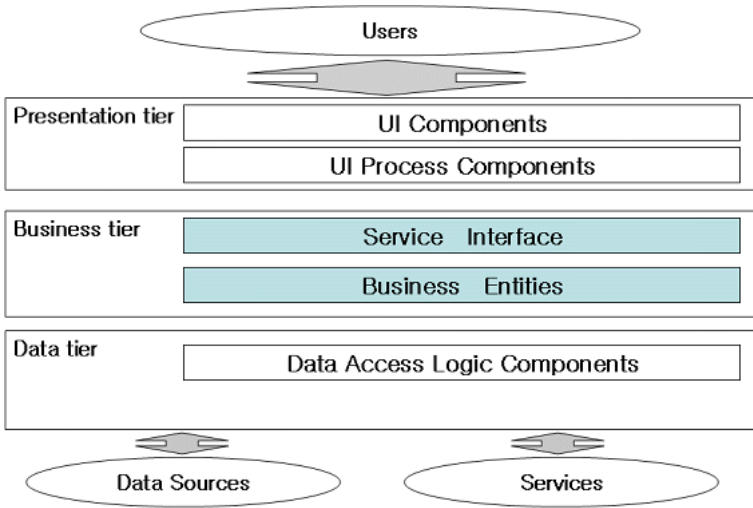 Users
Presentation tier
UI Components
UI Process Components
Business tier
Service Interface
Business Entities
Data tier
Data Access Logic Components
Data Sources
Services